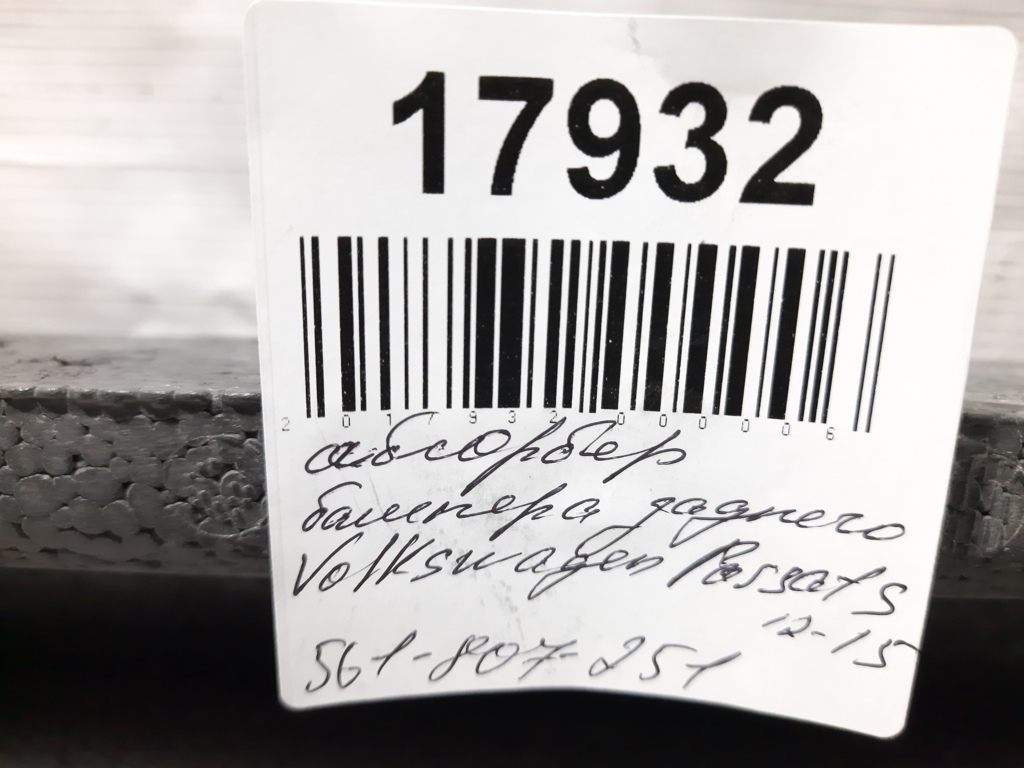 17932
2017932000006
абсорбер
бампера заднего
Volkswagen Passat s
12-15
561-807-251